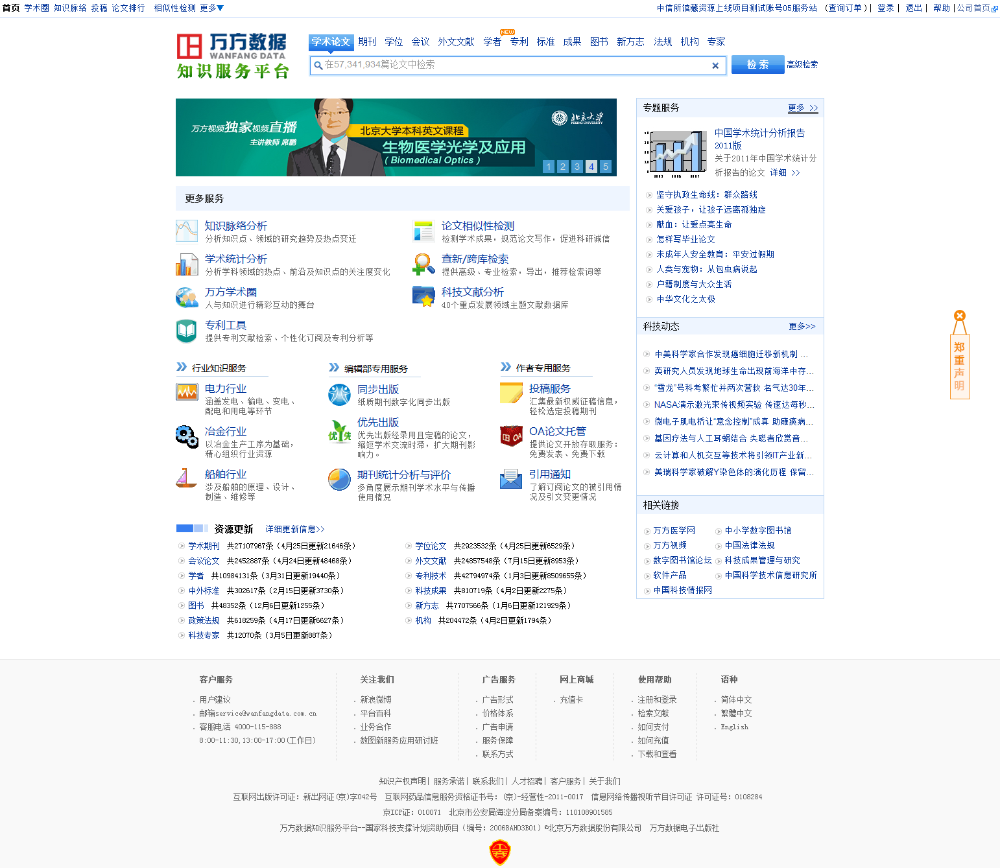 首页 学术圈 知识脉络 投稿 论文排行 相似性检测 更多▼
中信所馆藏资源上线项目测试账号05服务站 (查询订单) | 登录 | 退出 | 帮助 | 公司首页
万方数据
WANFANG DATA
知识服务平台
学术论文 期刊 学位 会议 外文文献 学者 NEW 专利 标准 成果 图书 新方志 法规 机构 专家
在57,341,934篇论文中检索
检 索 高级检索
万方视频独家视频直播
主讲教师 席鹏
北京大学本科英文课程
生物医学光学及应用
( Biomedical Optics )
北京大学
PEKING UNIVERSITY
1 2 3 4 5
更多服务
知识脉络分析
分析知识点、领域的研究趋势及热点变迁
论文相似性检测
检测学术成果，规范论文写作，促进科研诚信
学术统计分析
分析学科领域的热点、前沿及知识点的关注度变化
查新/跨库检索
提供高级、专业检索，导出，推荐检索词等
万方学术圈
人与知识进行精彩互动的舞台
科技文献分析
40个重点发展领域主题文献数据库
专利工具
提供专利文献检索、个性化订阅及专利分析等
行业知识服务
电力行业
涵盖发电、输电、变电、
配电和用电等环节
冶金行业
以冶金生产工序为基础，
精心组织行业资源
船舶行业
涉及船舶的原理、设计、
制造、维修等
编辑部专用服务
同步出版
纸质期刊数字化同步出版
优先
优先出版
优先出版经录用且定稿的论文，
缩短学术交流时滞，扩大期刊影
响力。
期刊统计分析与评价
多角度展示期刊学术水平与传播
使用情况
作者专用服务
投稿服务
汇集最新权威征稿信息，
轻松选定投稿期刊
OA
OA论文托管
提供论文开放存取服务：
免费发表、免费下载
引用通知
了解订阅论文的被引用情
况及引文变更情况
资源更新 详细更新信息>>
学术期刊 共27107967条（4月25日更新21646条）
学位论文 共2923532条（4月25日更新6529条）
会议论文 共2452887条（4月24日更新48468条）
外文文献 共24857548条（7月15日更新8953条）
学者 共10984131条（3月31日更新19440条）
专利技术 共42794974条（1月3日更新8509655条）
中外标准 共302617条（2月15日更新3730条）
科技成果 共810719条（4月2日更新2275条）
图书 共48352条（12月6日更新1255条）
新方志 共7707566条（1月6日更新121929条）
政策法规 共618259条（4月17日更新6627条）
机构 共204472条（4月2日更新1794条）
科技专家 共12070条（3月5日更新887条）
专题服务 更多 >>
中国学术统计分析报告
2011版
关于2011年中国学术统计分
析报告的论文 详细 >>
坚守执政生命线：群众路线
关爱孩子，让孩子远离孤独症
献血：让爱点亮生命
怎样写毕业论文
未成年人安全教育：平安过假期
人类与宠物：从包虫病说起
户籍制度与大众生活
中华文化之太极
科技动态 更多>>
中美科学家合作发现癌细胞迁移新机制 ...
英研究人员发现地球生命出现前海洋中存...
“雪龙”号科考繁忙并两次营救 名气达30年...
NASA演示激光束传视频实验 传速达每秒...
微电子肌电桥让“意念控制”成真 助瘫痪病...
基因疗法与人工耳蜗结合 失聪者欣赏音...
云计算和人机交互等技术将引领IT产业新...
美瑞科学家破解Y染色体的演化历程 保留...
相关链接
万方医学网 中小学数字图书馆
万方视频 中国法律法规
数字图书馆论坛 科技成果管理与研究
软件产品 中国科学技术信息研究所
中国科技情报网
郑重声明
客户服务
用户建议
邮箱service@wanfangdata.com.cn
客服电话 4000-115-888
8:00-11:30,13:00-17:00(工作日)
关注我们
新浪微博
平台百科
业务合作
数图新服务应用研讨班
广告服务
广告形式
价格体系
广告申请
服务保障
联系方式
网上商城
充值卡
使用帮助
注册和登录
检索文献
如何支付
如何充值
下载和查看
语种
简体中文
繁體中文
English
知识产权声明| 服务承诺| 联系我们| 人才招聘| 客户服务| 关于我们
互联网出版许可证：新出网证(京)字042号 互联网药品信息服务资格证书号：(京)-经营性-2011-0017 信息网络传播视听节目许可证 许可证号：0108284
京ICP证：010071 北京市公安局海淀分局备案编号：110108901585
万方数据知识服务平台--国家科技支撑计划资助项目（编号：2006BAH03B01）©北京万方数据股份有限公司 万方数据电子出版社